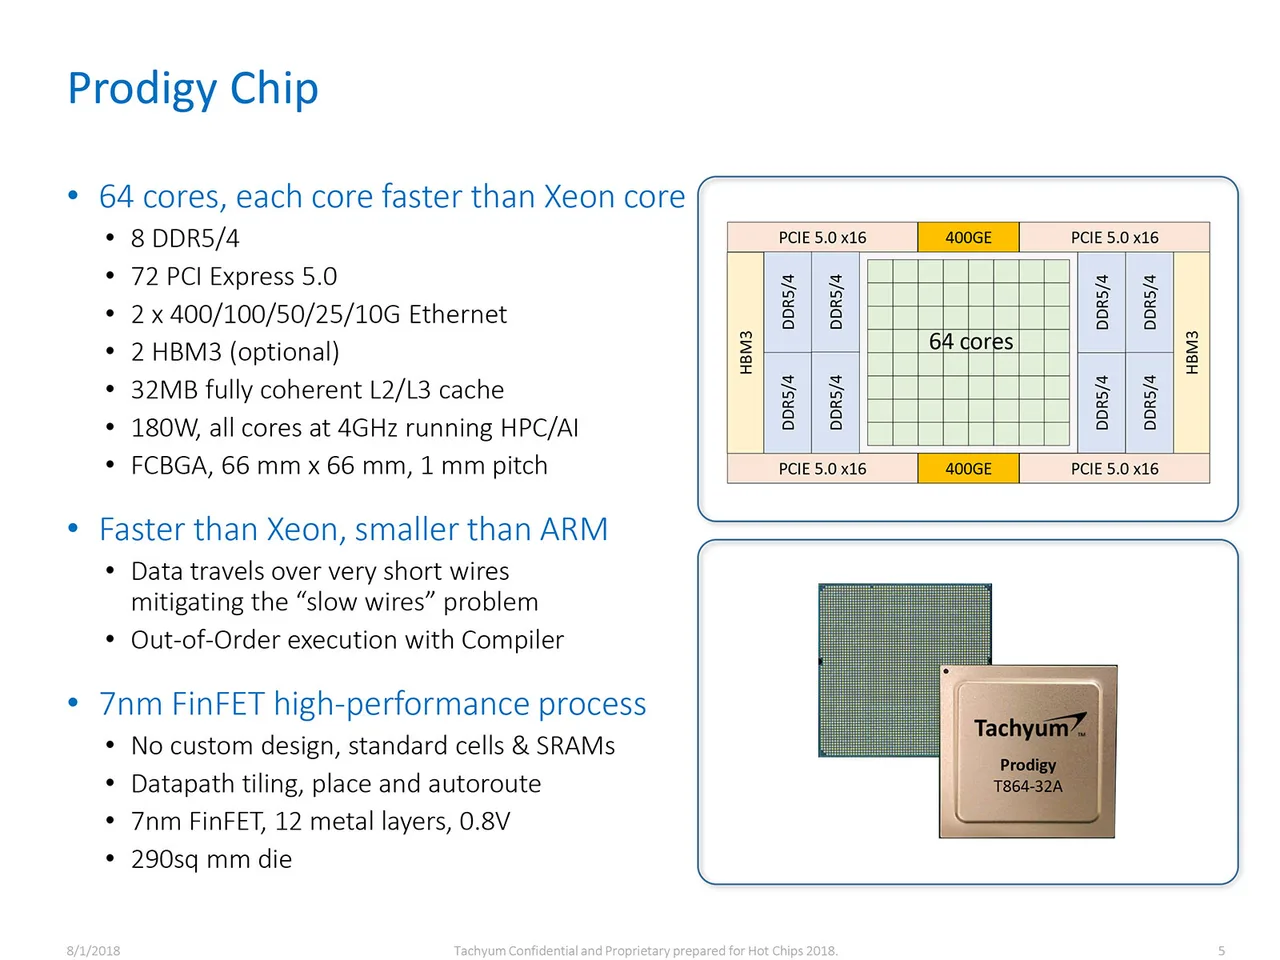 Prodigy Chip
• 64 cores, each core faster than Xeon core
• 8 DDR5/4
• 72 PCI Express 5.0
• 2 x 400/100/50/25/10G Ethernet
• 2 HBM3 (optional)
• 32MB fully coherent L2/L3 cache
• 180W, all cores at 4GHz running HPC/AI
• FCBGA, 66 mm x 66 mm, 1 mm pitch
• Faster than Xeon, smaller than ARM
• Data travels over very short wires
mitigating the “slow wires” problem
• Out-of-Order execution with Compiler
• 7nm FinFET high-performance process
• No custom design, standard cells & SRAMs
• Datapath tiling, place and autoroute
• 7nm FinFET, 12 metal layers, 0.8V
• 290sq mm die
PCIE 5.0 x16 400GE PCIE 5.0 x16
HBM3
DDR5/4
DDR5/4
DDR5/4
DDR5/4
64 cores
DDR5/4
DDR5/4
DDR5/4
DDR5/4
HBM3
PCIE 5.0 x16 400GE PCIE 5.0 x16
Tachyum™
Prodigy
T864-32A
8/1/2018 Tachyum Confidential and Proprietary prepared for Hot Chips 2018. 5